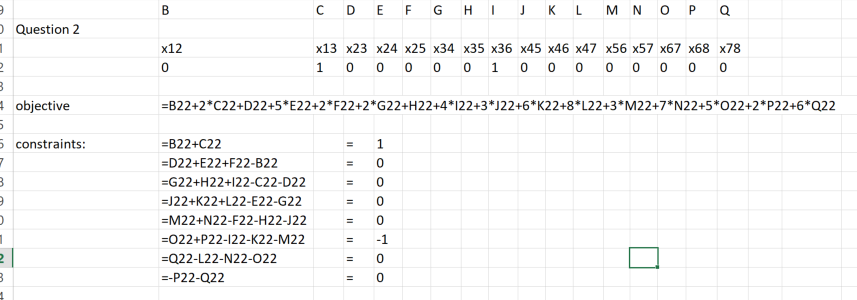 B C D E F G H I J K L M N O P Q
Question 2
x12 x13 x23 x24 x25 x34 x35 x36 x45 x46 x47 x56 x57 x67 x68 x78
0 1 0 0 0 0 0 1 0 0 0 0 0 0 0 0
objective =B22+2*C22+D22+5*E22+2*F22+2*G22+H22+4*I22+3*J22+6*K22+8*L22+3*M22+7*N22+5*O22+2*P22+6*Q22
constraints: =B22+C22 = 1
=D22+E22+F22-B22 = 0
=G22+H22+I22-C22-D22 = 0
=J22+K22+L22-E22-G22 = 0
=M22+N22-F22-H22-J22 = 0
=O22+P22-I22-K22-M22 = -1
=Q22-L22-N22-O22 = 0
=-P22-Q22 = 0